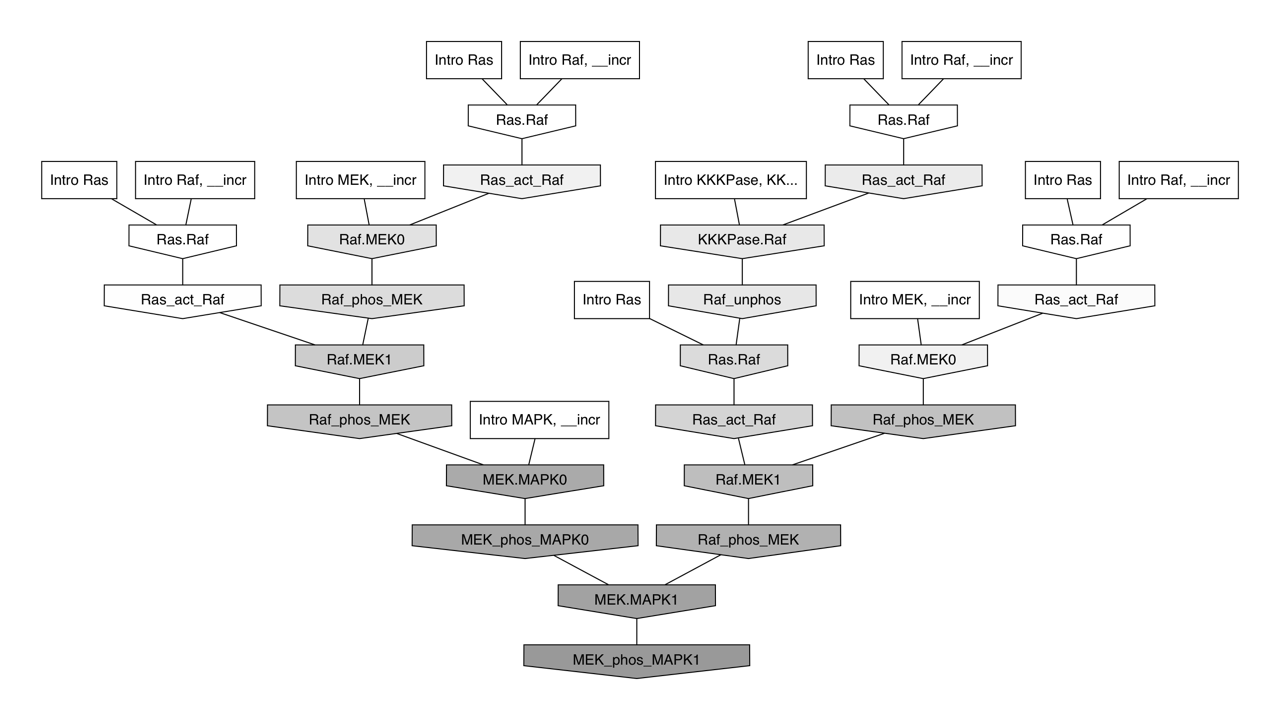 Intro Ras
Intro Raf, __incr
Intro Ras
Intro Raf, __incr
Ras.Raf
Ras.Raf
Intro Ras
Intro Raf, __incr
Intro MEK, __incr
Ras_act_Raf
Intro KKKPase, KK...
Ras_act_Raf
Intro Ras
Intro Raf, __incr
Ras.Raf
Raf.MEK0
KKKPase.Raf
Ras.Raf
Ras_act_Raf
Raf_phos_MEK
Intro Ras
Raf_unphos
Intro MEK, __incr
Ras_act_Raf
Raf.MEK1
Ras.Raf
Raf.MEK0
Raf_phos_MEK
Intro MAPK, __incr
Ras_act_Raf
Raf_phos_MEK
MEK.MAPK0
Raf.MEK1
MEK_phos_MAPK0
Raf_phos_MEK
MEK.MAPK1
MEK_phos_MAPK1